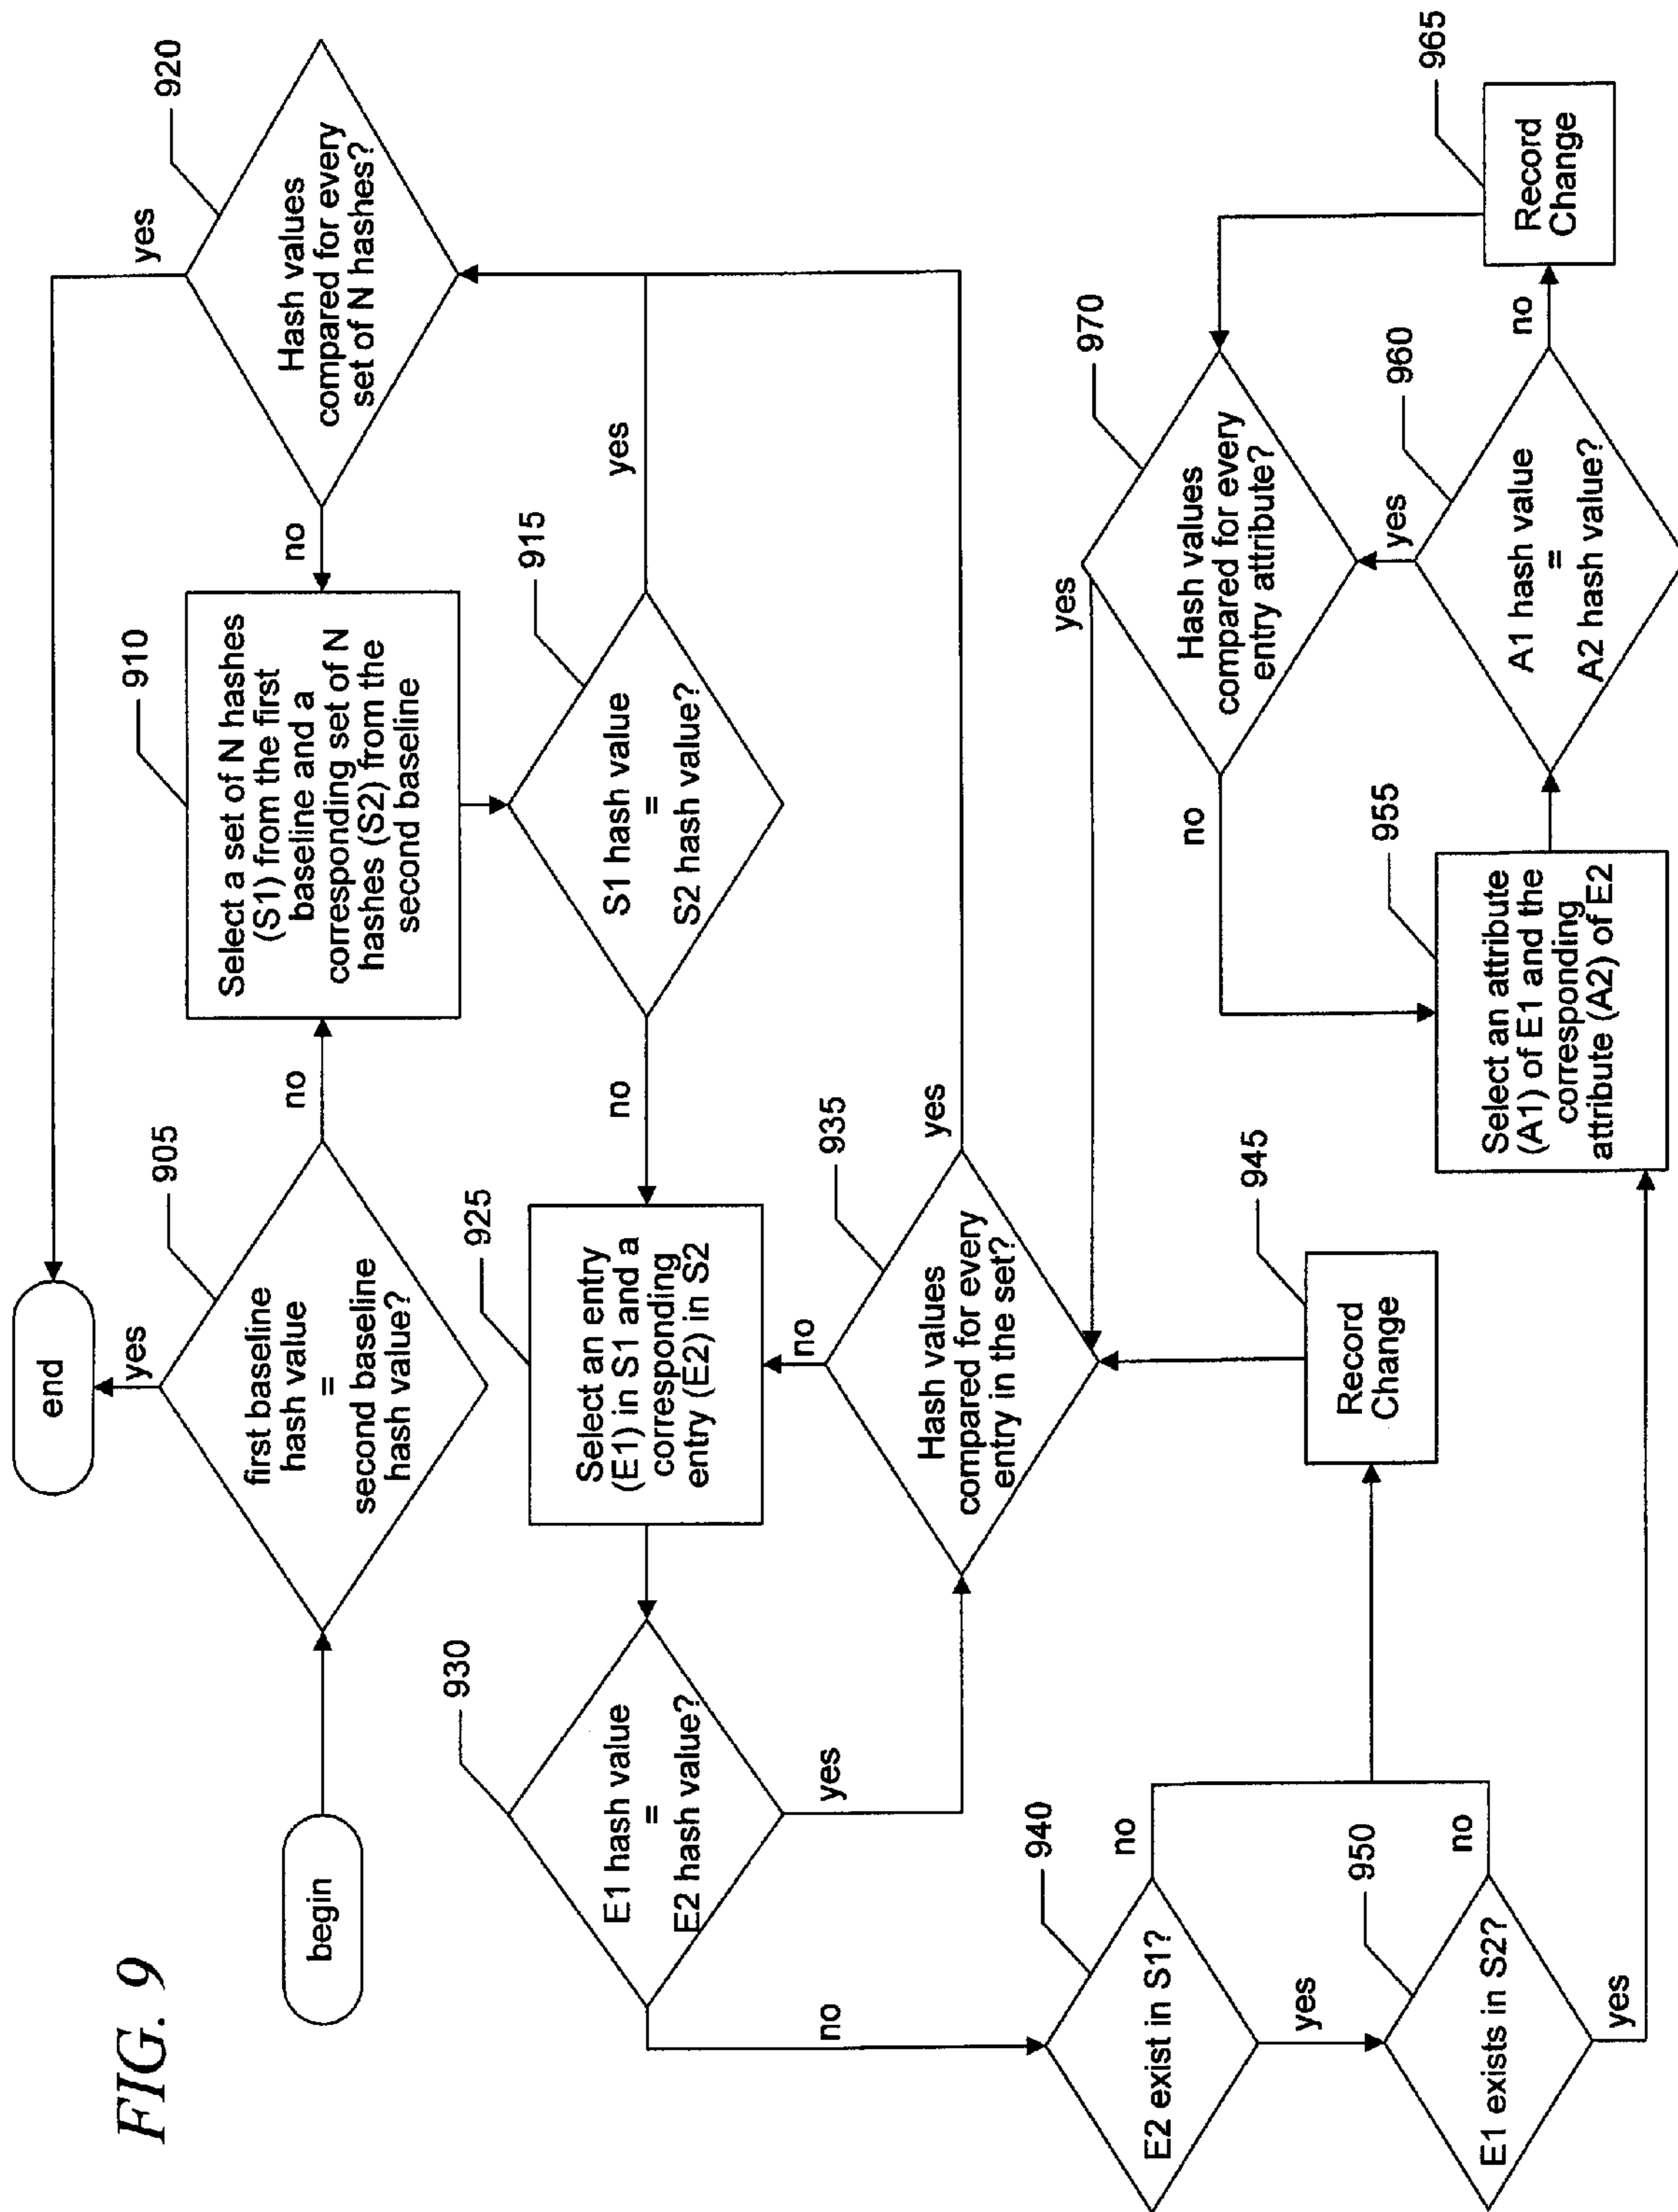 FIG. 9
begin
first baseline
hash value
=
second baseline
hash value?
905
yes
no
end
Select a set of N hashes
(S1) from the first
baseline and a
corresponding set of N
hashes (S2) from the
second baseline
910
no
Hash values
compared for every
set of N hashes?
920
yes
S1 hash value
=
S2 hash value?
915
yes
no
Select an entry
(E1) in S1 and a
corresponding
entry (E2) in S2
925
E1 hash value
=
E2 hash value?
930
yes
no
Hash values
compared for every
entry in the set?
935
no
yes
E2 exist in S1?
940
no
yes
E1 exists in S2?
950
no
yes
Record
Change
945
Select an attribute
(A1) of E1 and the
corresponding
attribute (A2) of E2
955
A1 hash value
=
A2 hash value?
960
yes
no
Record
Change
965
Hash values
compared for every
entry attribute?
970
yes
no